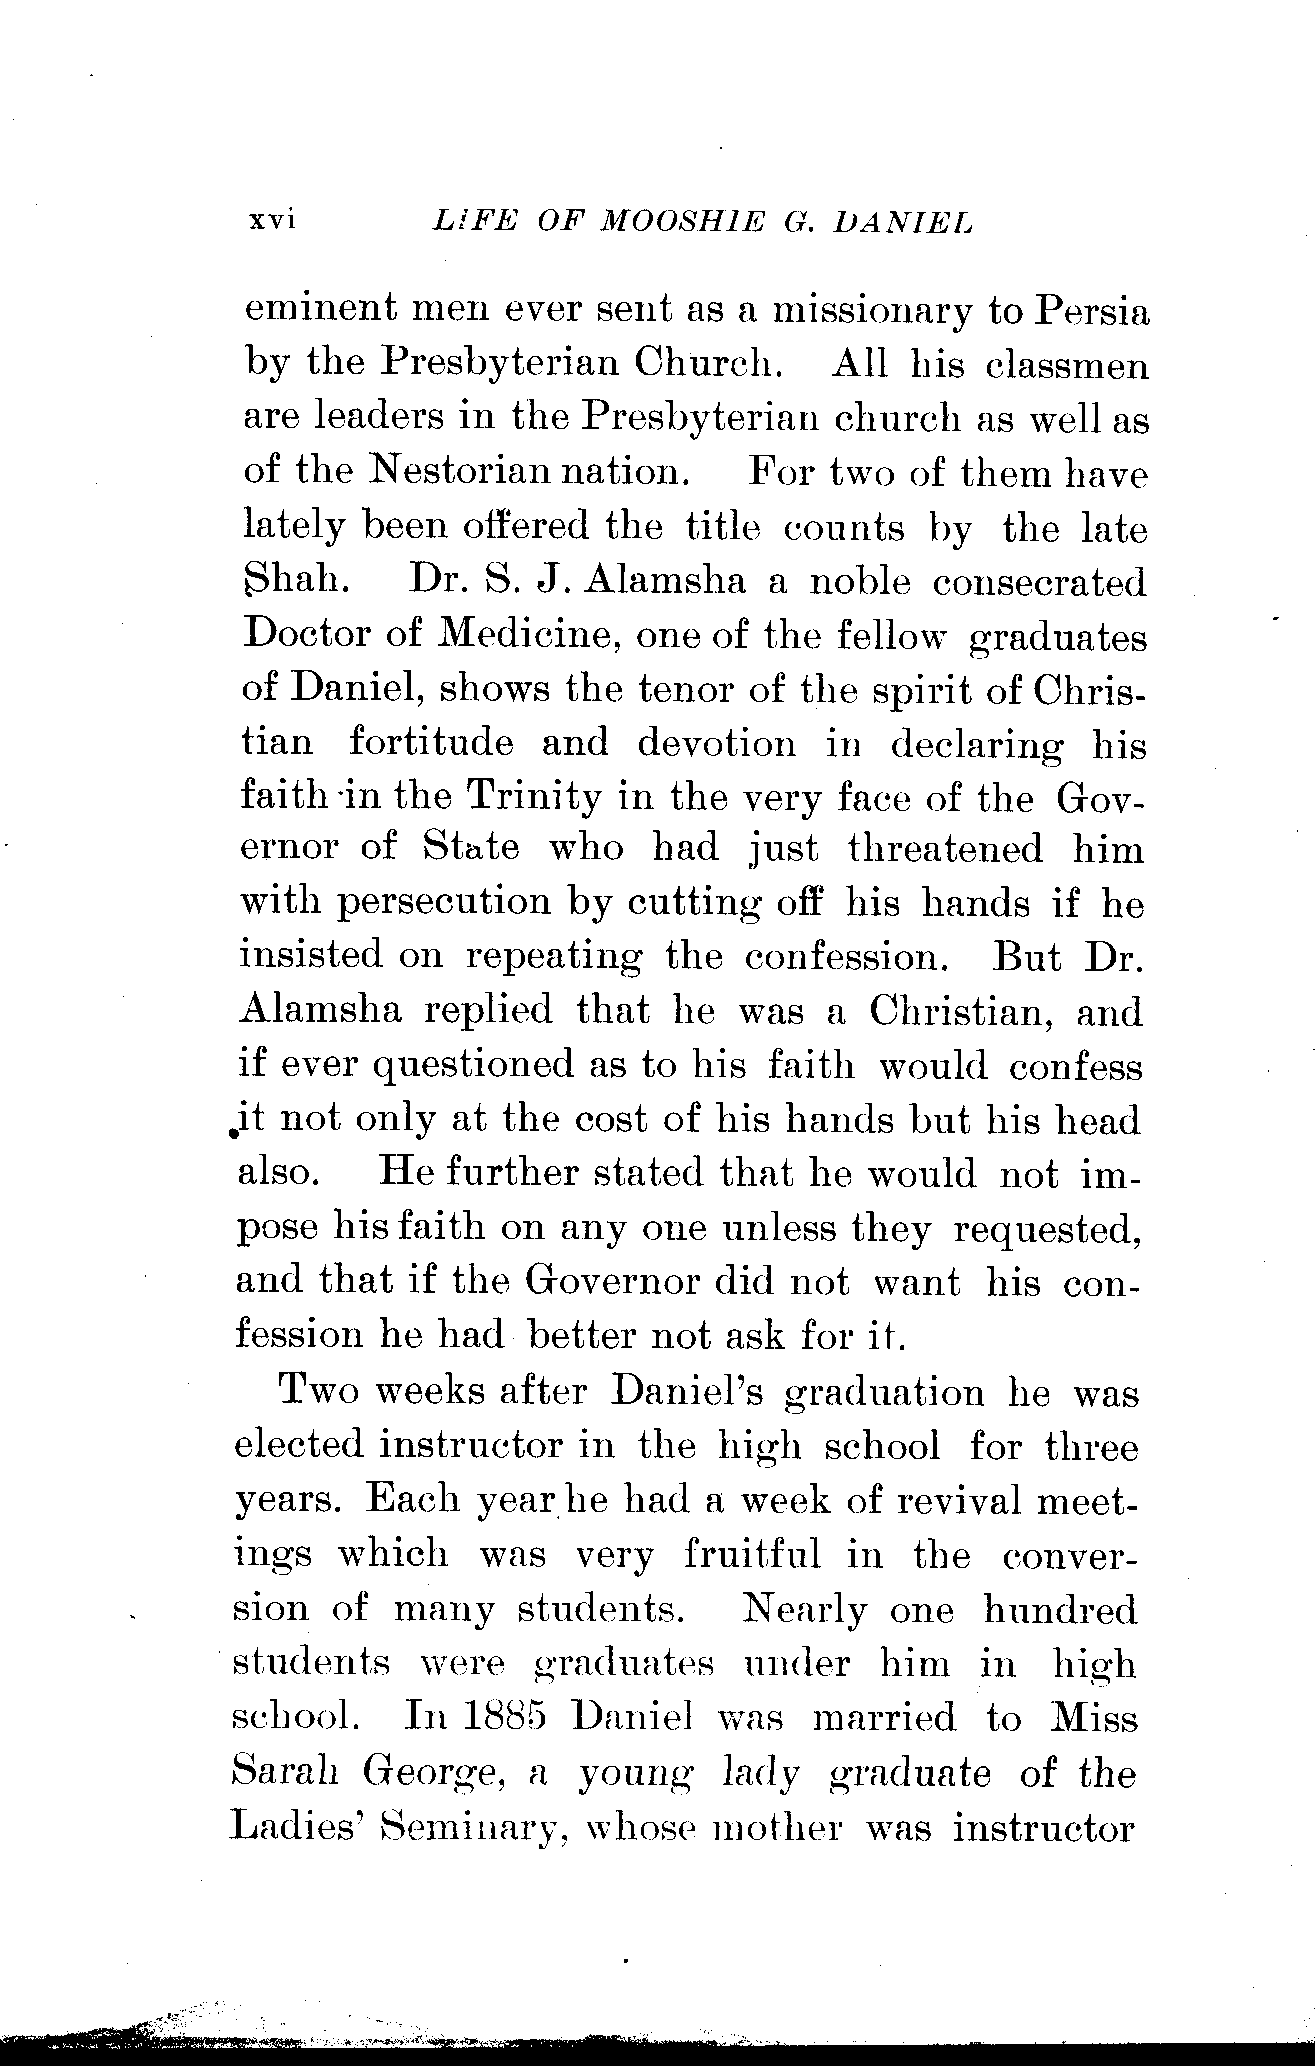 xvi LIFE OF MOOSHIE G. DANIEL
eminent men ever sent as a missionary to Persia
by the Presbyterian Church. All his classmen
are leaders in the Presbyterian church as well as
of the Nestorian nation. For two of them have
lately been offered the title counts by the late
Shah. Dr. S. J. Alamsha a noble consecrated
Doctor of Medicine, one of the fellow graduates
of Daniel, shows the tenor of the spirit of Chris-
tian fortitude and devotion in declaring his
faith in the Trinity in the very face of the Gov-
ernor of State who had just threatened him
with persecution by cutting off his hands if he
insisted on repeating the confession. But Dr.
Alamsha replied that he was a Christian, and
if ever questioned as to his faith would confess
it not only at the cost of his hands but his head
also. He further stated that he would not im-
pose his faith on any one unless they requested,
and that if the Governor did not want his con-
fession he had better not ask for it.
Two weeks after Daniel's graduation he was
elected instructor in the high school for three
years. Each year he had a week of revival meet-
ings which was very fruitful in the conver-
sion of many students. Nearly one hundred
students were graduates under him in high
school. In 1885 Daniel was married to Miss
Sarah George, a young lady graduate of the
Ladies' Seminary, whose mother was instructor